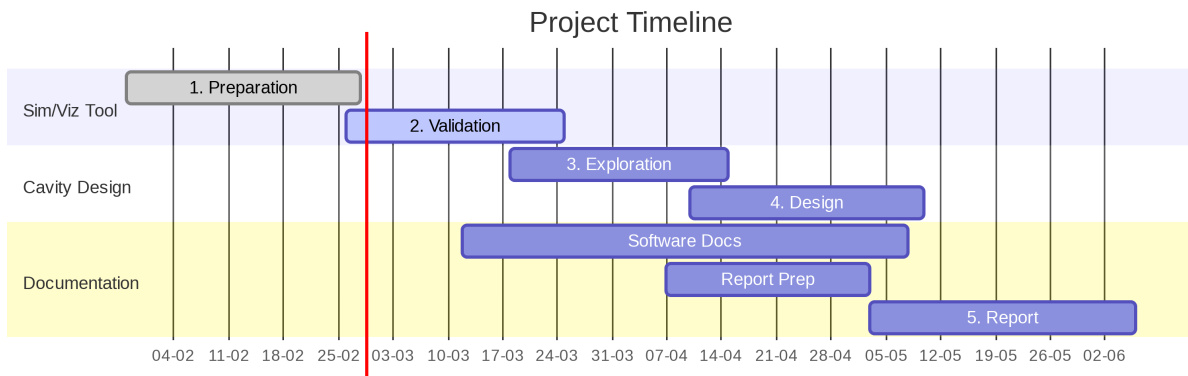 Project Timeline
Sim/Viz Tool
1. Preparation
2. Validation
Cavity Design
3. Exploration
4. Design
Documentation
Software Docs
Report Prep
5. Report
04-02 11-02 18-02 25-02 03-03 10-03 17-03 24-03 31-03 07-04 14-04 21-04 28-04 05-05 12-05 19-05 26-05 02-06